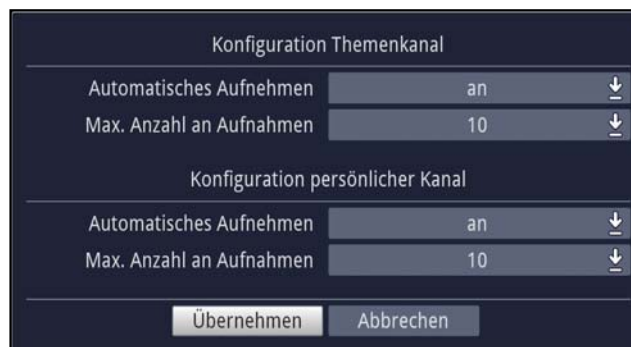 Konfiguration Themenkanal
Automatisches Aufnehmen an
Max. Anzahl an Aufnahmen 10
Konfiguration persönlicher Kanal
Automatisches Aufnehmen an
Max. Anzahl an Aufnahmen 10
Übernehmen Abbrechen